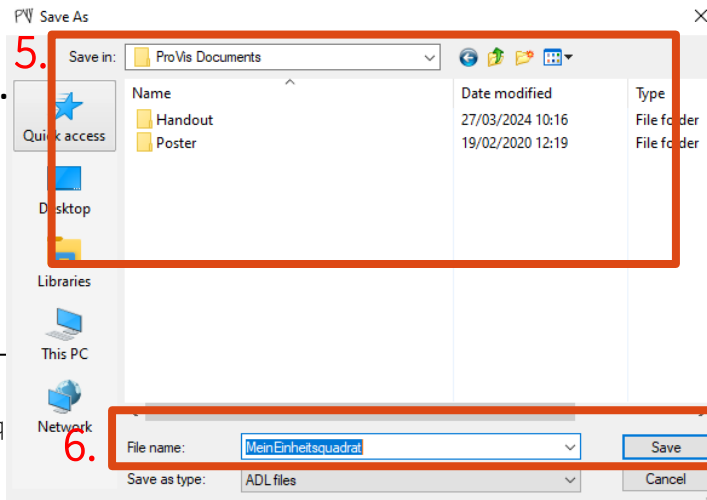 PW Save As
5.
Save in: ProVis Documents
Name Date modified Type
Handout 27/03/2024 10:16 File folder
Poster 19/02/2020 12:19 File folder
Quick access
Desktop
Libraries
This PC
Network
6.
File name: MeinEinheitsquadrat Save
Save as type: ADL files Cancel